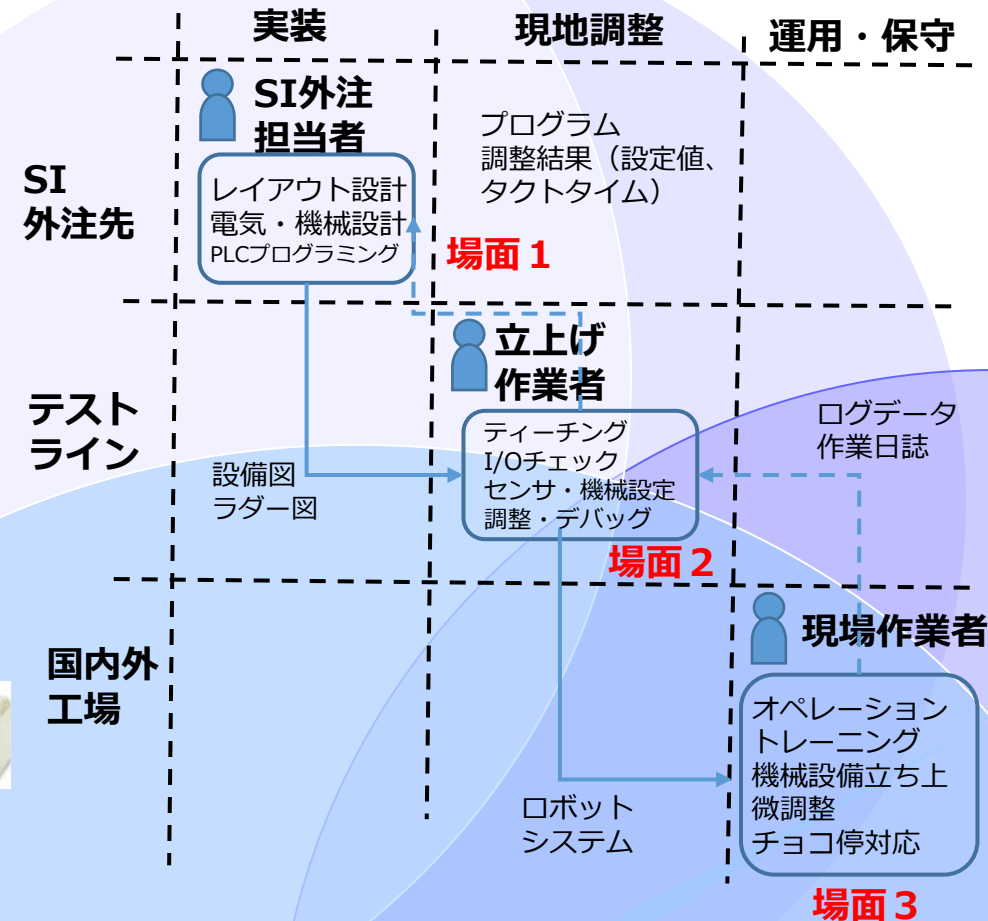 実装
現地調整
運用・保守
SI外注
担当者
プログラム
調整結果（設定値、
タクトタイム）
SI
外注先
レイアウト設計
電気・機械設計
PLCプログラミング
場面１
立上げ
作業者
テスト
ライン
ティーチング
I/Oチェック
センサ・機械設定
調整・デバッグ
ログデータ
作業日誌
設備図
ラダー図
場面２
現場作業者
国内外
工場
オペレーション
トレーニング
機械設備立ち上
微調整
チョコ停対応
ロボット
システム
場面３